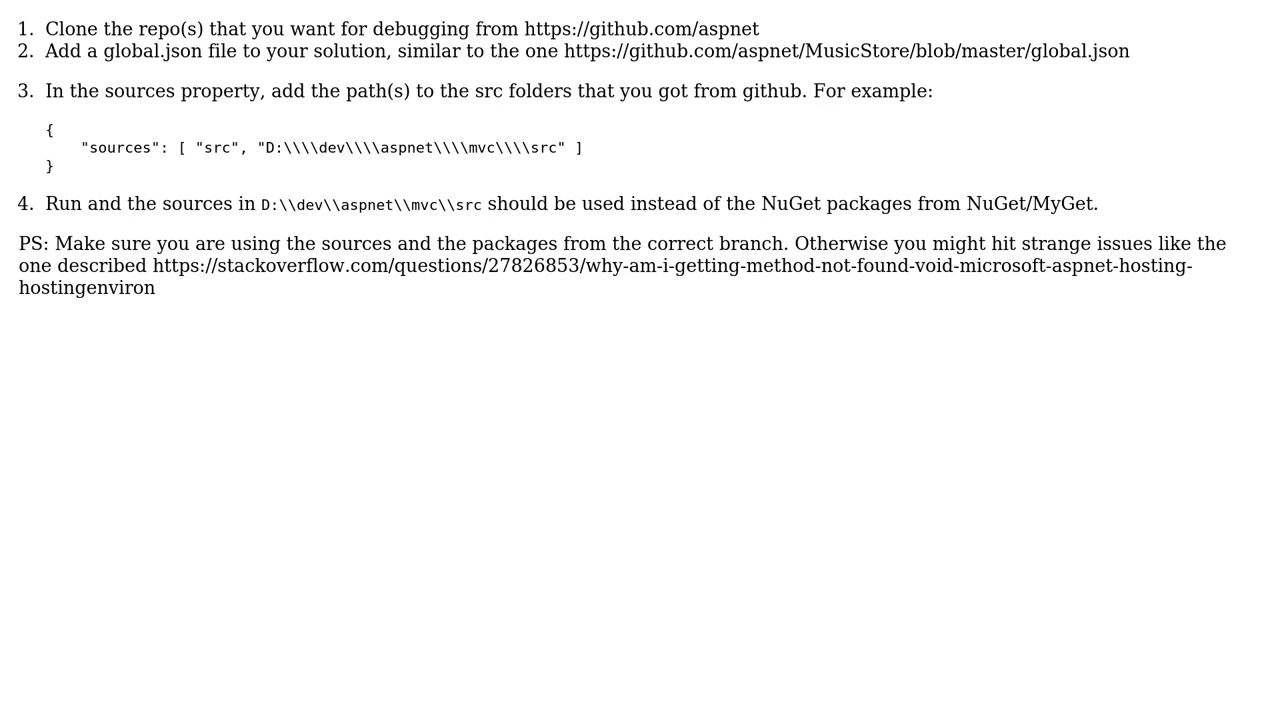 1. Clone the repo(s) that you want for debugging from https://github.com/aspnet
2. Add a global.json file to your solution, similar to the one https://github.com/aspnet/MusicStore/blob/master/global.json
3. In the sources property, add the path(s) to the src folders that you got from github. For example:
{
    "sources": [ "src", "D:\\\\dev\\\\aspnet\\\\mvc\\\\src" ]
}
4. Run and the sources in D:\\dev\\aspnet\\mvc\\src should be used instead of the NuGet packages from NuGet/MyGet.
PS: Make sure you are using the sources and the packages from the correct branch. Otherwise you might hit strange issues like the
one described https://stackoverflow.com/questions/27826853/why-am-i-getting-method-not-found-void-microsoft-aspnet-hosting-
hostingenviron